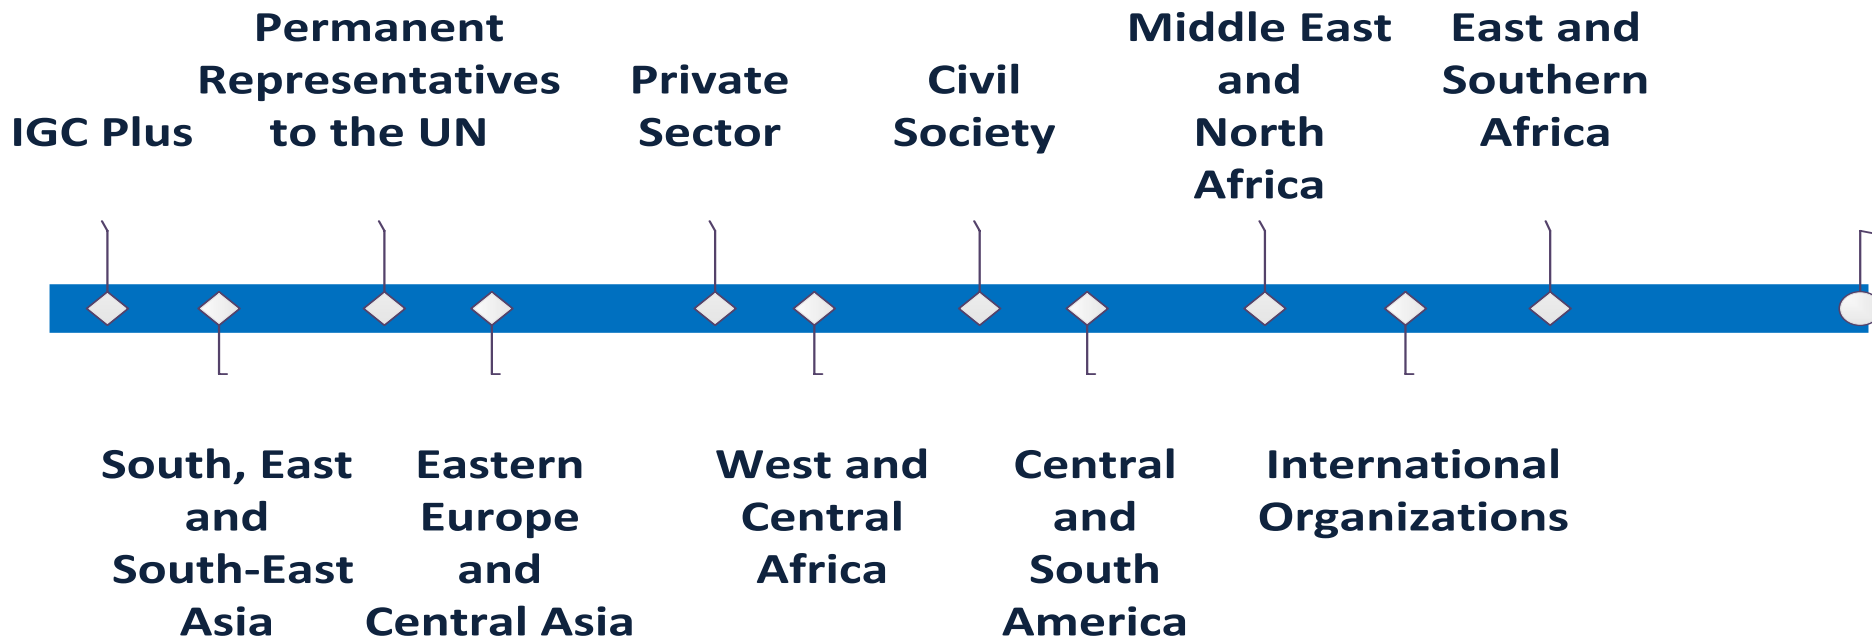 IGC Plus
Permanent
Representatives
to the UN
Private
Sector
Civil
Society
Middle East
and
North
Africa
East and
Southern
Africa
South, East
and
South-East
Asia
Eastern
Europe
and
Central Asia
West and
Central
Africa
Central
and
South
America
International
Organizations